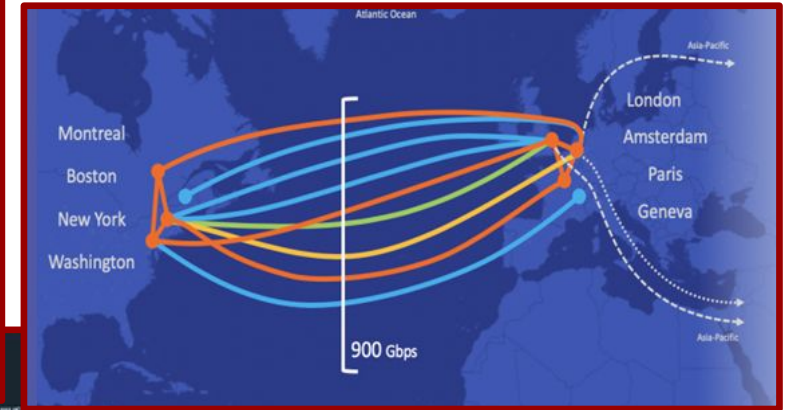 Atlantic Ocean
Asia-Pacific
Montreal
Boston
New York
Washington
London
Amsterdam
Paris
Geneva
900 Gbps
Asia-Pacific